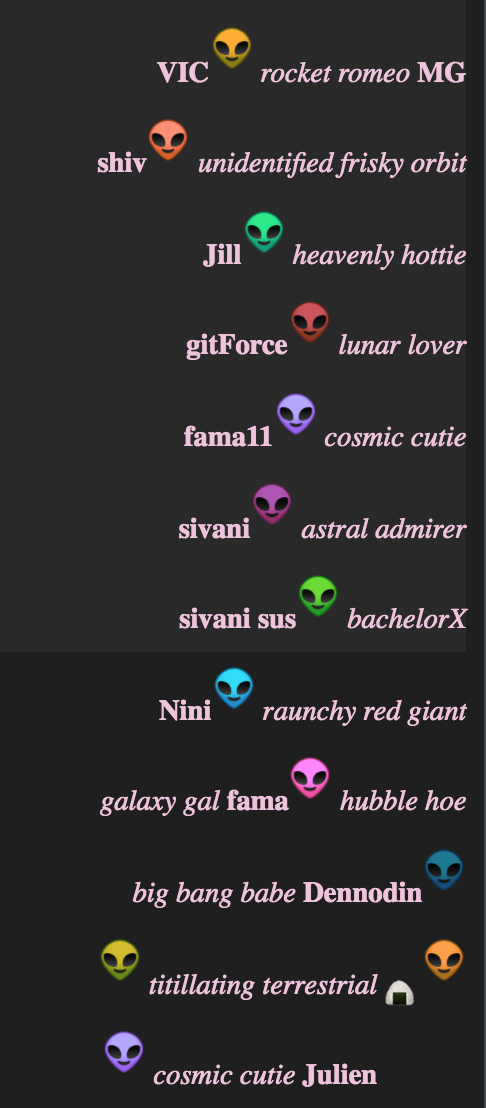 VIC👽 rocket romeo MG
shiv👽 unidentified frisky orbit
Jill👽 heavenly hottie
gitForce👽 lunar lover
fama11👽 cosmic cutie
sivani👽 astral admirer
sivani sus👽 bachelorX
Nini👽 raunchy red giant
galaxy gal fama👽 hubble hoe
big bang babe Dennodin👽
👽 titillating terrestrial 🍙👽
👽 cosmic cutie Julien